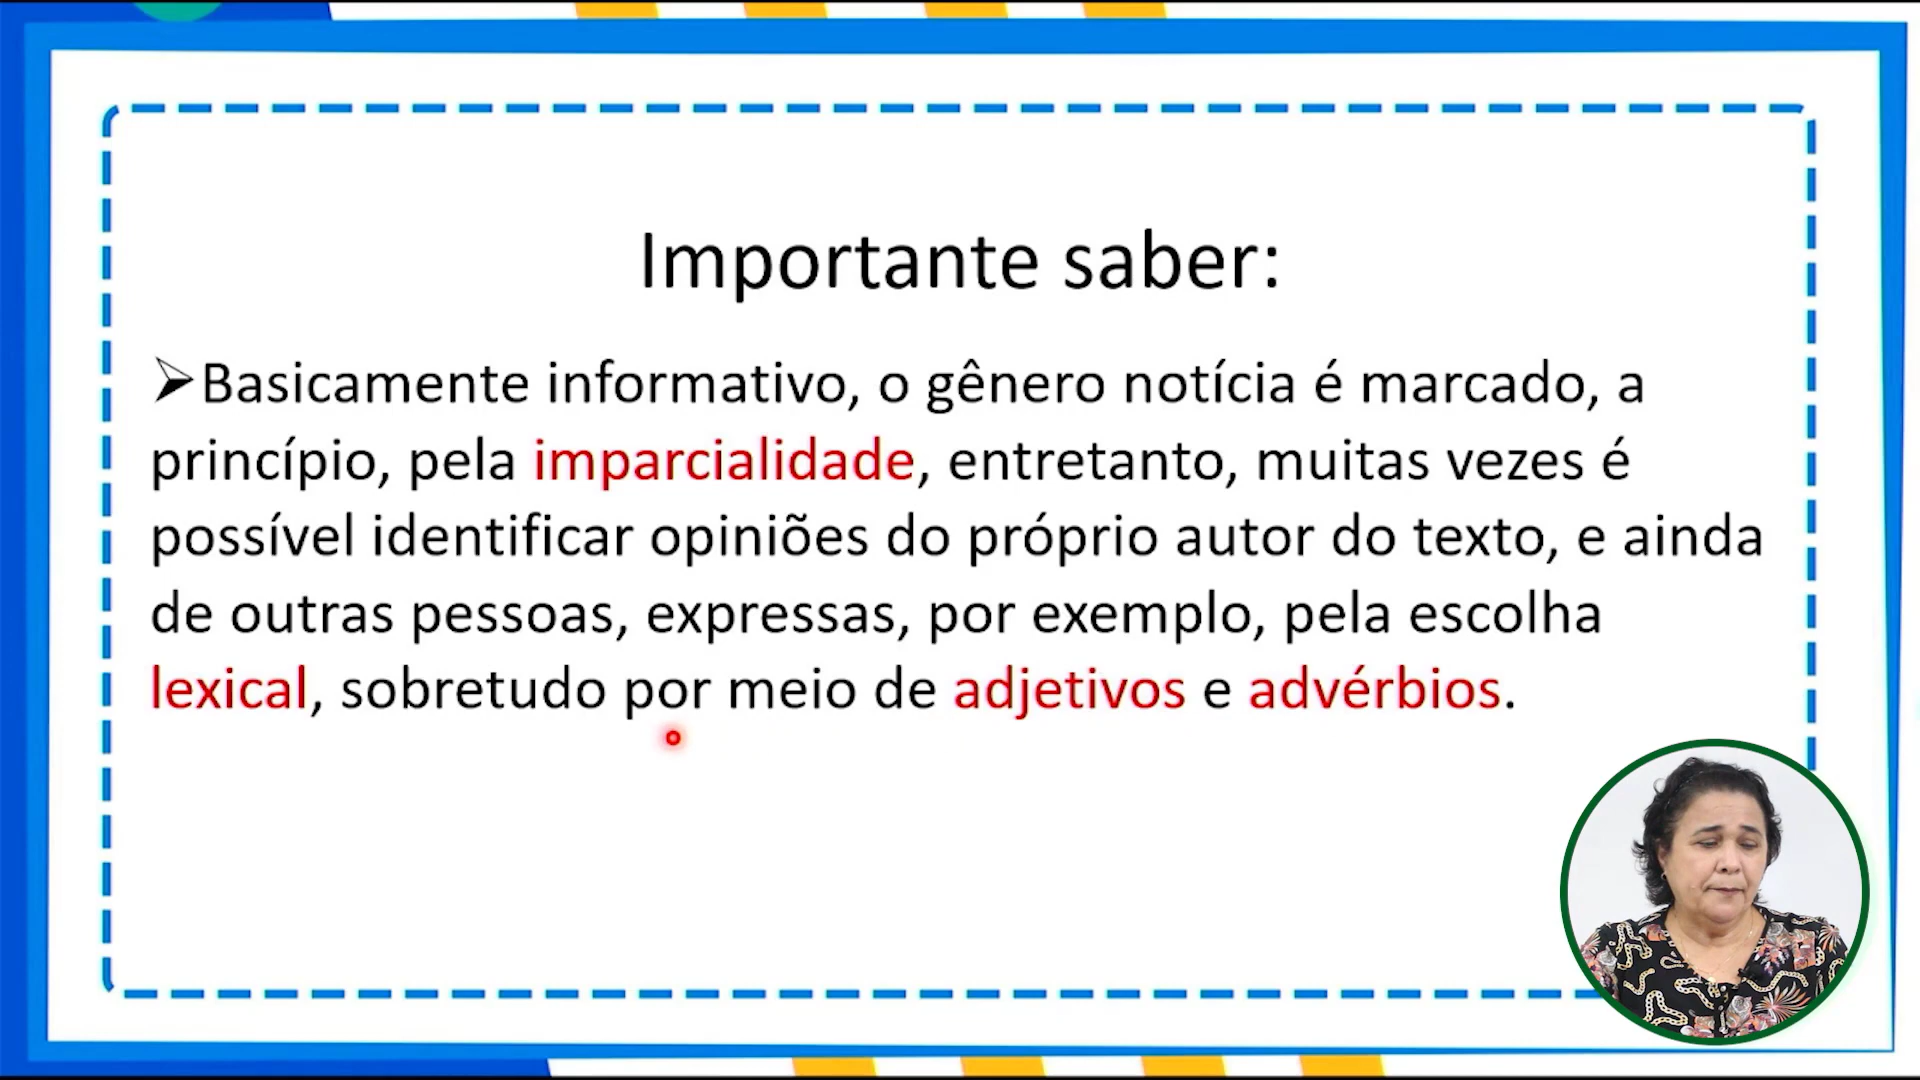 Importante saber:
➢Basicamente informativo, o gênero notícia é marcado, a
princípio, pela imparcialidade, entretanto, muitas vezes é
possível identificar opiniões do próprio autor do texto, e ainda
de outras pessoas, expressas, por exemplo, pela escolha
lexical, sobretudo por meio de adjetivos e advérbios.